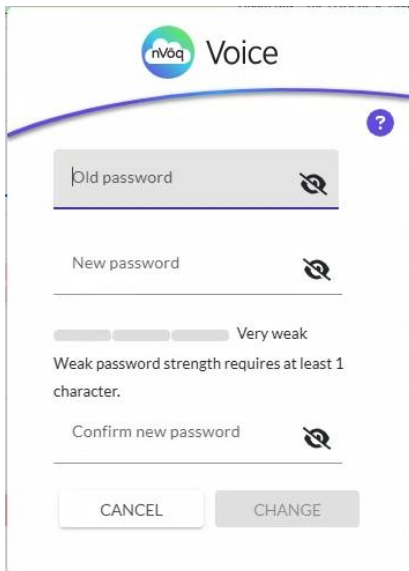 nVoq Voice
?
Old password
New password
Very weak
Weak password strength requires at least 1
character.
Confirm new password
CANCEL
CHANGE